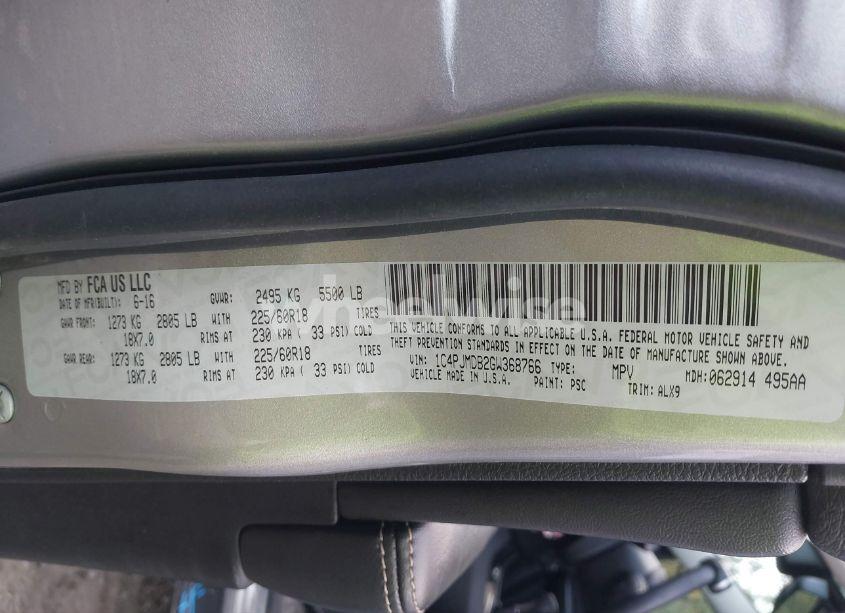 MFD BY FCA US LLC
DATE OF MFR(BUILT): 6-16 GVWR: 2495 KG 5500 LB
GAWR FRONT: 1273 KG 2805 LB WITH 225/60R18 TIRES
18X7.0 RIMS AT 230 KPA ( 33 PSI) COLD
GAWR REAR: 1273 KG 2805 LB WITH 225/60R18 TIRES
18X7.0 RIMS AT 230 KPA ( 33 PSI) COLD
THIS VEHICLE CONFORMS TO ALL APPLICABLE U.S.A. FEDERAL MOTOR VEHICLE SAFETY AND
THEFT PREVENTION STANDARDS IN EFFECT ON THE DATE OF MANUFACTURE SHOWN ABOVE.
VIN: 1C4PJMDB2GW368766 TYPE: MPV MDH: 062914 495AA
VEHICLE MADE IN U.S.A. PAINT: PSC TRIM: ALX9
wheelwise